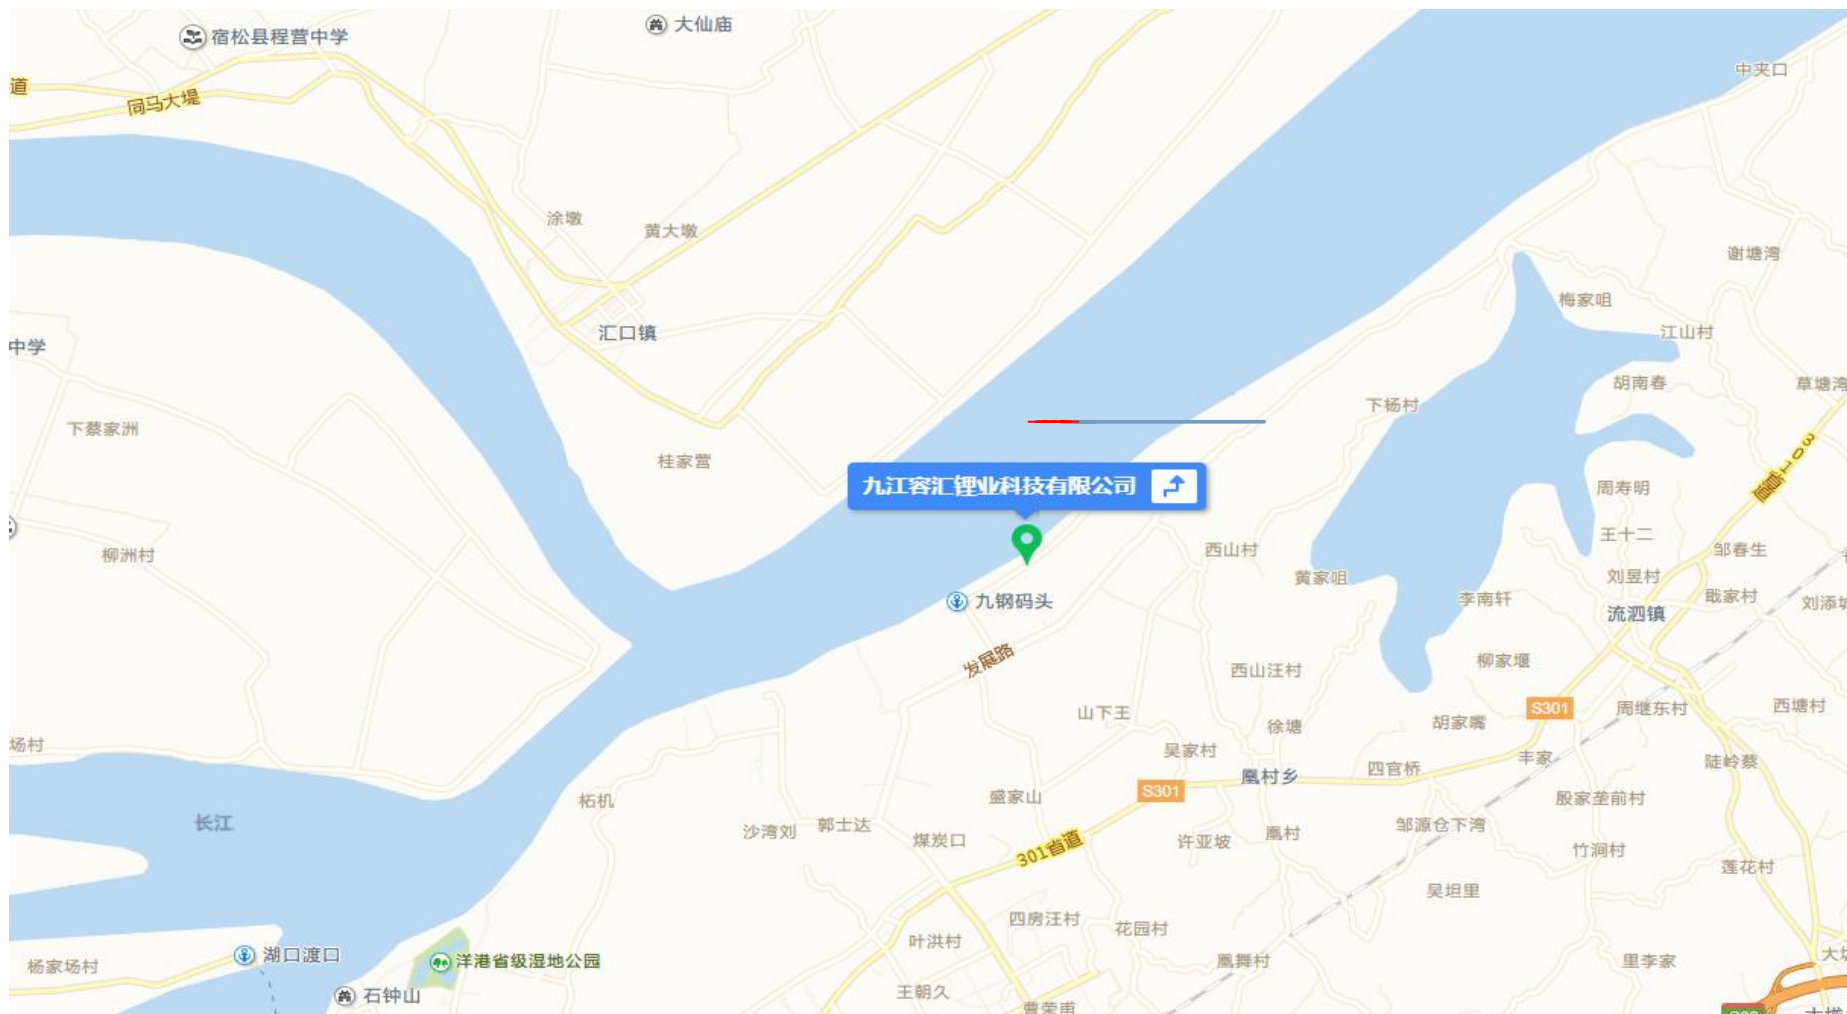 宿松县程营中学
大仙庙
中夹口
道
同马大堤
涂墩
黄大墩
谢塘湾
梅家咀
汇口镇
江山村
中学
胡南春
草塘湾
下杨村
下蔡家洲
301省道
桂家营
九江容汇锂业科技有限公司
周寿明
王十二
柳洲村
西山村
邹春生
黄家咀
刘昱村
李南轩
戢家村
刘添城
九钢码头
流泗镇
发展路
柳家堰
西山汪村
山下王
S301
周继东村
西塘村
徐塘
胡家嘴
场村
吴家村
丰家
陡岭蔡
凰村乡
四官桥
S301
盛家山
殷家垄前村
柘机
长江
沙湾刘
郭士达
煤炭口
301省道
许亚坡
凰村
邹源仓下湾
竹涧村
莲花村
吴坦里
四房汪村
花园村
叶洪村
湖口渡口
洋港省级湿地公园
杨家场村
凰舞村
里李家
石钟山
王朝久
曹荣甫